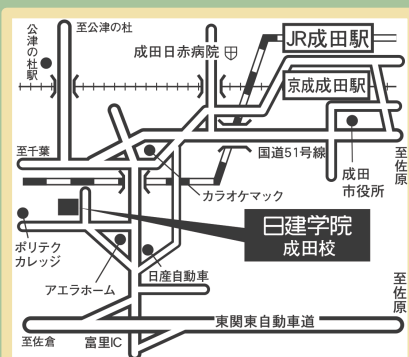 至公津の杜
公津の杜駅
成田日赤病院
JR成田駅
京成成田駅
至千葉
国道51号線
成田
市役所
至佐原
カラオケマック
日建学院
成田校
ポリテク
カレッジ
アエラホーム
日産自動車
至佐原
東関東自動車道
至佐倉
富里IC